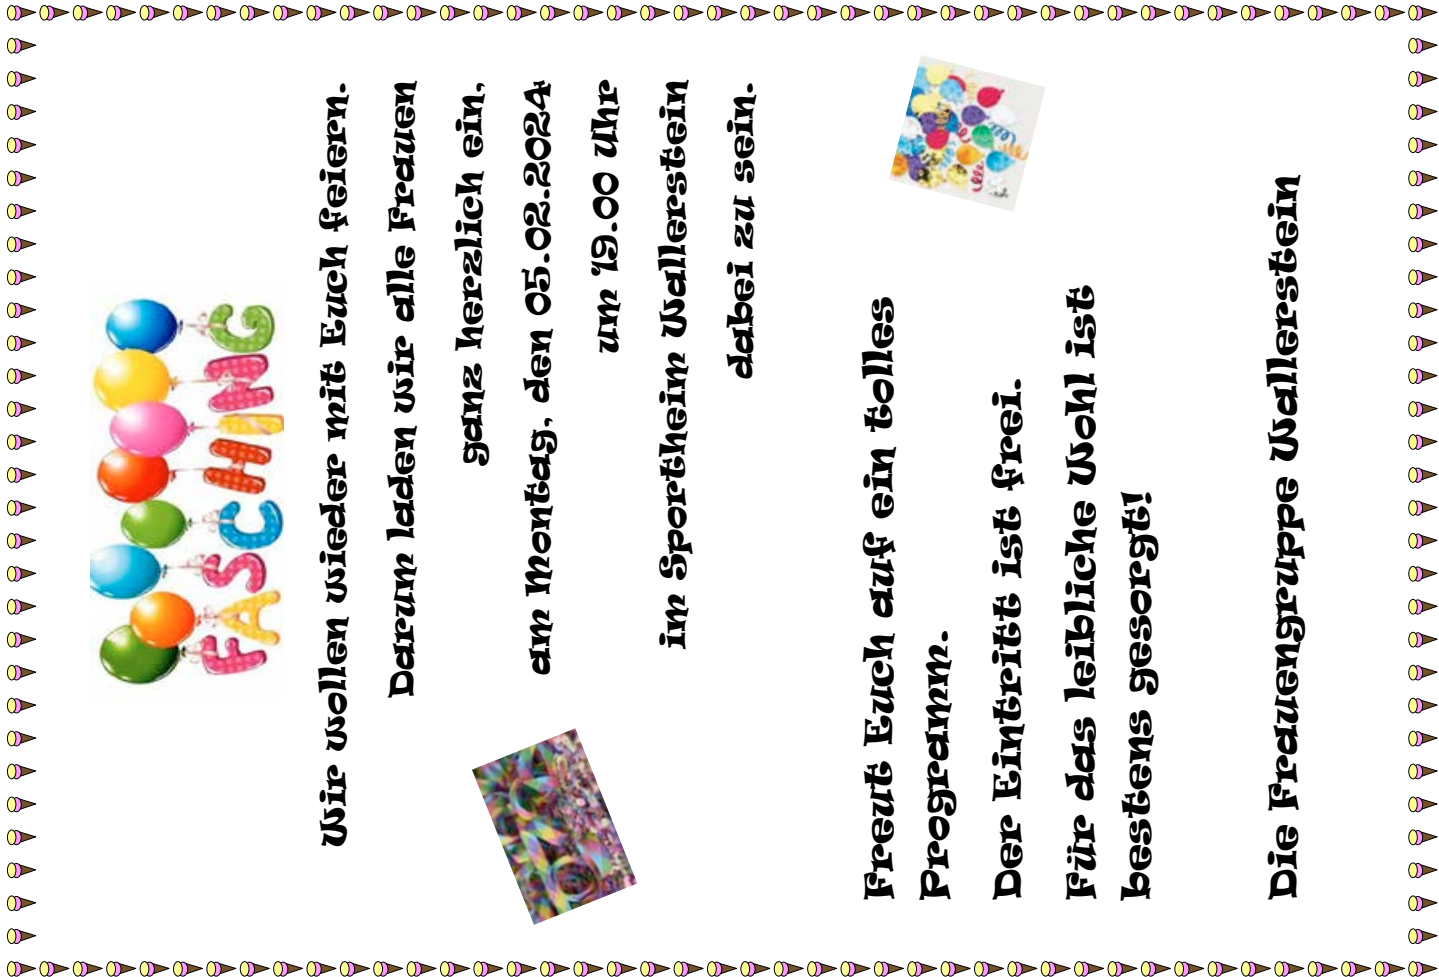 FASCHING
Wir wollen wieder mit Euch feiern.
Darum laden wir alle Frauen
ganz herzlich ein,
am Montag, den 05.02.2024
um 19.00 Uhr
im Sportheim Wallerstein
dabei zu sein.
Freut Euch auf ein tolles
Programm.
Der Eintritt ist frei.
Für das leibliche Wohl ist
bestens gesorgt!
Die Frauengruppe Wallerstein